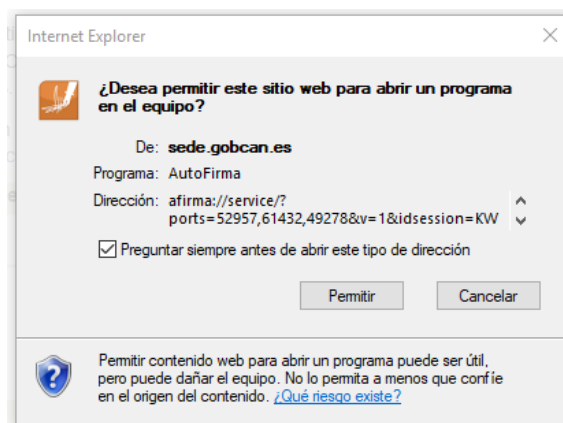 Internet Explorer
¿Desea permitir este sitio web para abrir un programa
en el equipo?
De: sede.gobcan.es
Programa: AutoFirma
Dirección: afirma://service/?
ports=52957,61432,49278&v=1&idsession=KW
Preguntar siempre antes de abrir este tipo de dirección
Permitir Cancelar
Permitir contenido web para abrir un programa puede ser útil,
pero puede dañar el equipo. No lo permita a menos que confíe
en el origen del contenido. ¿Qué riesgo existe?